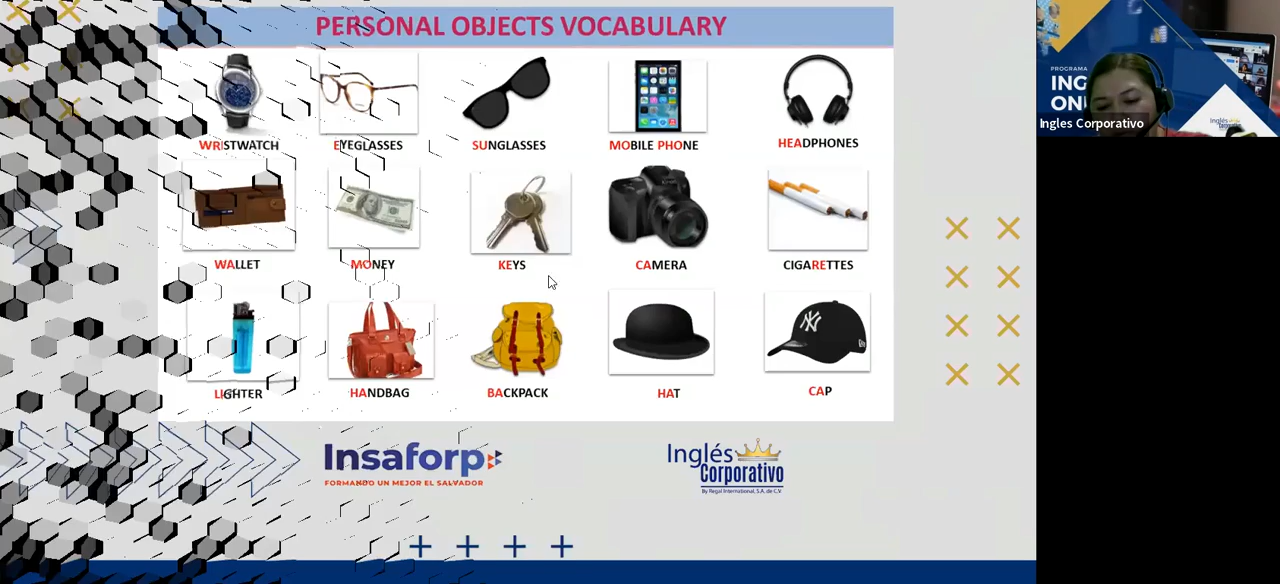 PERSONAL OBJECTS VOCABULARY
WRISTWATCH
EYEGLASSES
SUNGLASSES
MOBILE PHONE
HEADPHONES
WALLET
MONEY
KEYS
CAMERA
CIGARETTES
LIGHTER
HANDBAG
BACKPACK
HAT
CAP
Insaforp
FORMANDO UN MEJOR EL SALVADOR
Inglés
Corporativo
By Regal International, S.A. de C.V.
PROGRAMA
ING
ON
Ingles Corporativo